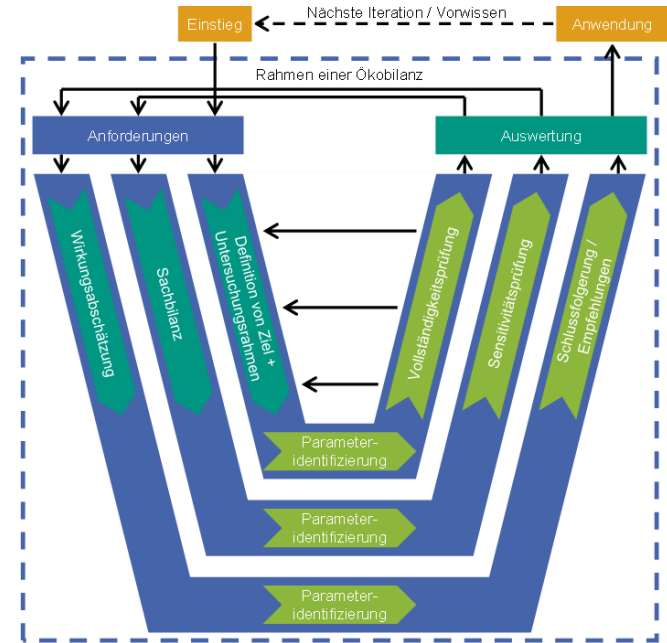 Einstieg
Nächste Iteration / Vorwissen
Anwendung
Rahmen einer Ökobilanz
Anforderungen
Auswertung
Wirkungsabschätzung
Sachbilanz
Definition von Ziel +
Untersuchungsrahmen
Vollständigkeitsprüfung
Sensitivitätsprüfung
Schlussfolgerung /
Empfehlungen
Parameter-
identifizierung
Parameter-
identifizierung
Parameter-
identifizierung